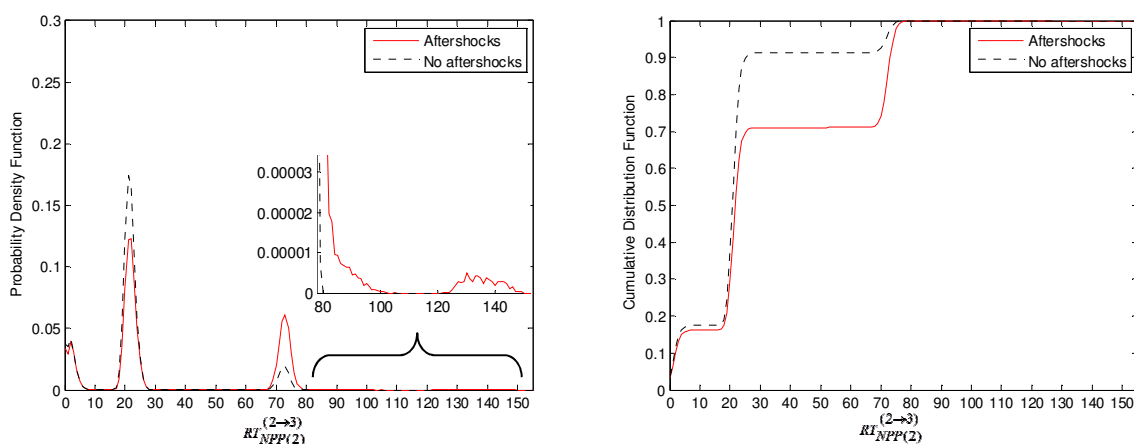 0.3
0.25
0.2
0.15
0.1
0.05
0
Probability Density Function
Aftershocks
No aftershocks
0.00003
0.00002
0.00001
0
80 100 120 140
0 10 20 30 40 50 60 70 80 90 100 110 120 130 140 150
RT_{NPP(2)}^{(2→3)}
1
0.9
0.8
0.7
0.6
0.5
0.4
0.3
0.2
0.1
0
Cumulative Distribution Function
Aftershocks
No aftershocks
0 10 20 30 40 50 60 70 80 90 100 110 120 130 140 150
RT_{NPP(2)}^{(2→3)}